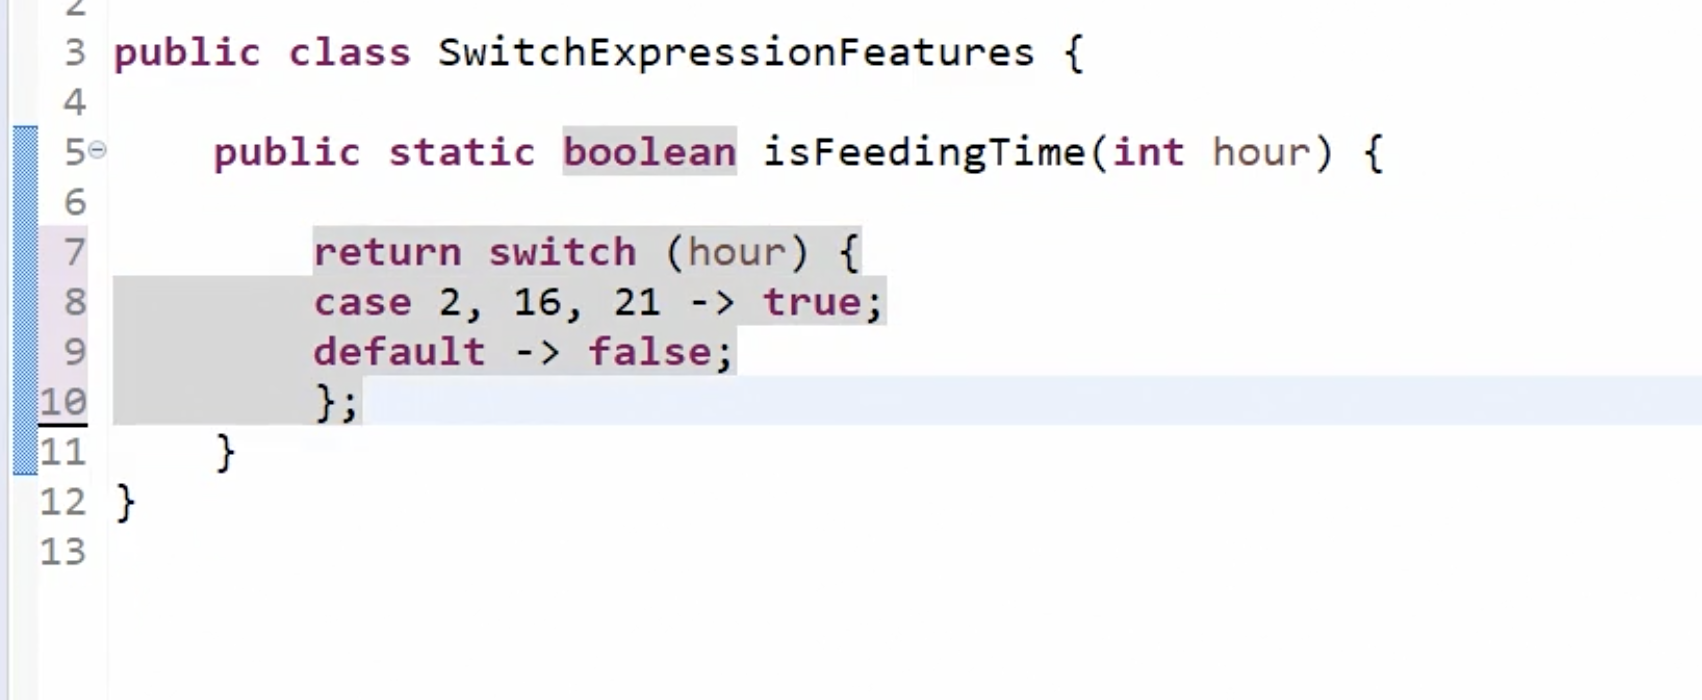 2
3 public class SwitchExpressionFeatures {
4
5 public static boolean isFeedingTime(int hour) {
6
7 return switch (hour) {
8 case 2, 16, 21 -> true;
9 default -> false;
10 };
11 }
12 }
13